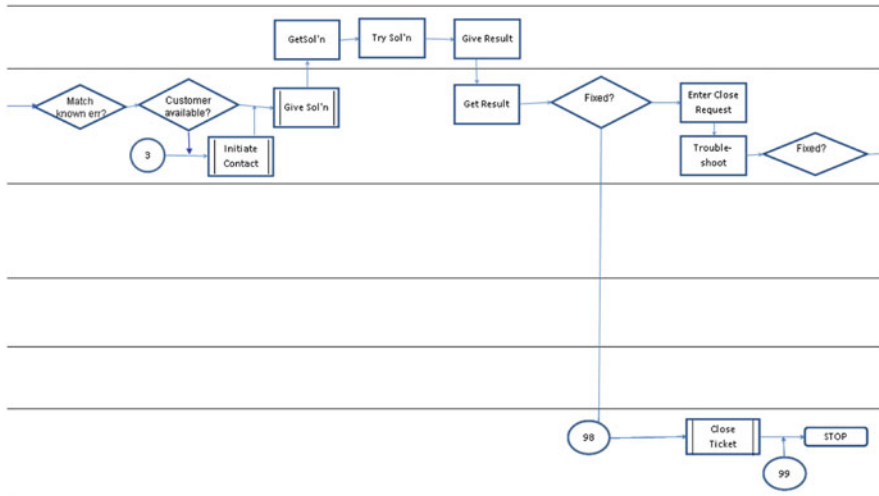 GetSol'n
Try Sol'n
Give Result
Match
known err?
Customer
available?
Give Sol'n
Get Result
Fixed?
Enter Close
Request
3
Initiate
Contact
Trouble-
shoot
Fixed?
98
Close
Ticket
STOP
99